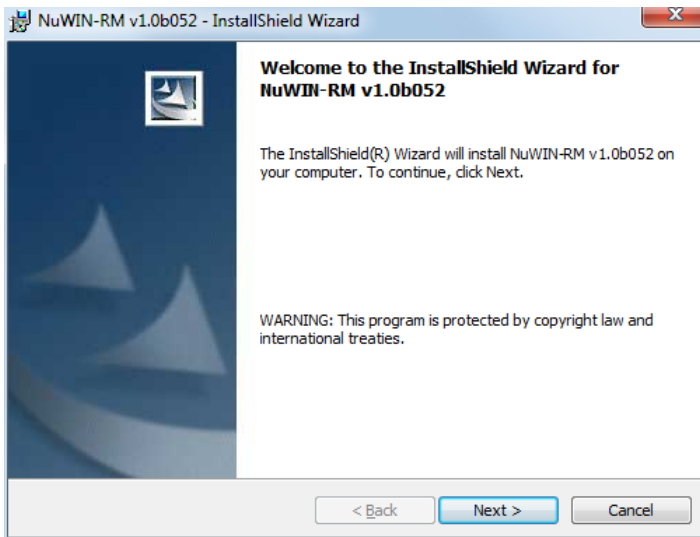 NuWIN-RM v1.0b052 - InstallShield Wizard
Welcome to the InstallShield Wizard for
NuWIN-RM v1.0b052
The InstallShield(R) Wizard will install NuWIN-RM v1.0b052 on
your computer. To continue, click Next.
WARNING: This program is protected by copyright law and
international treaties.
< Back Next > Cancel